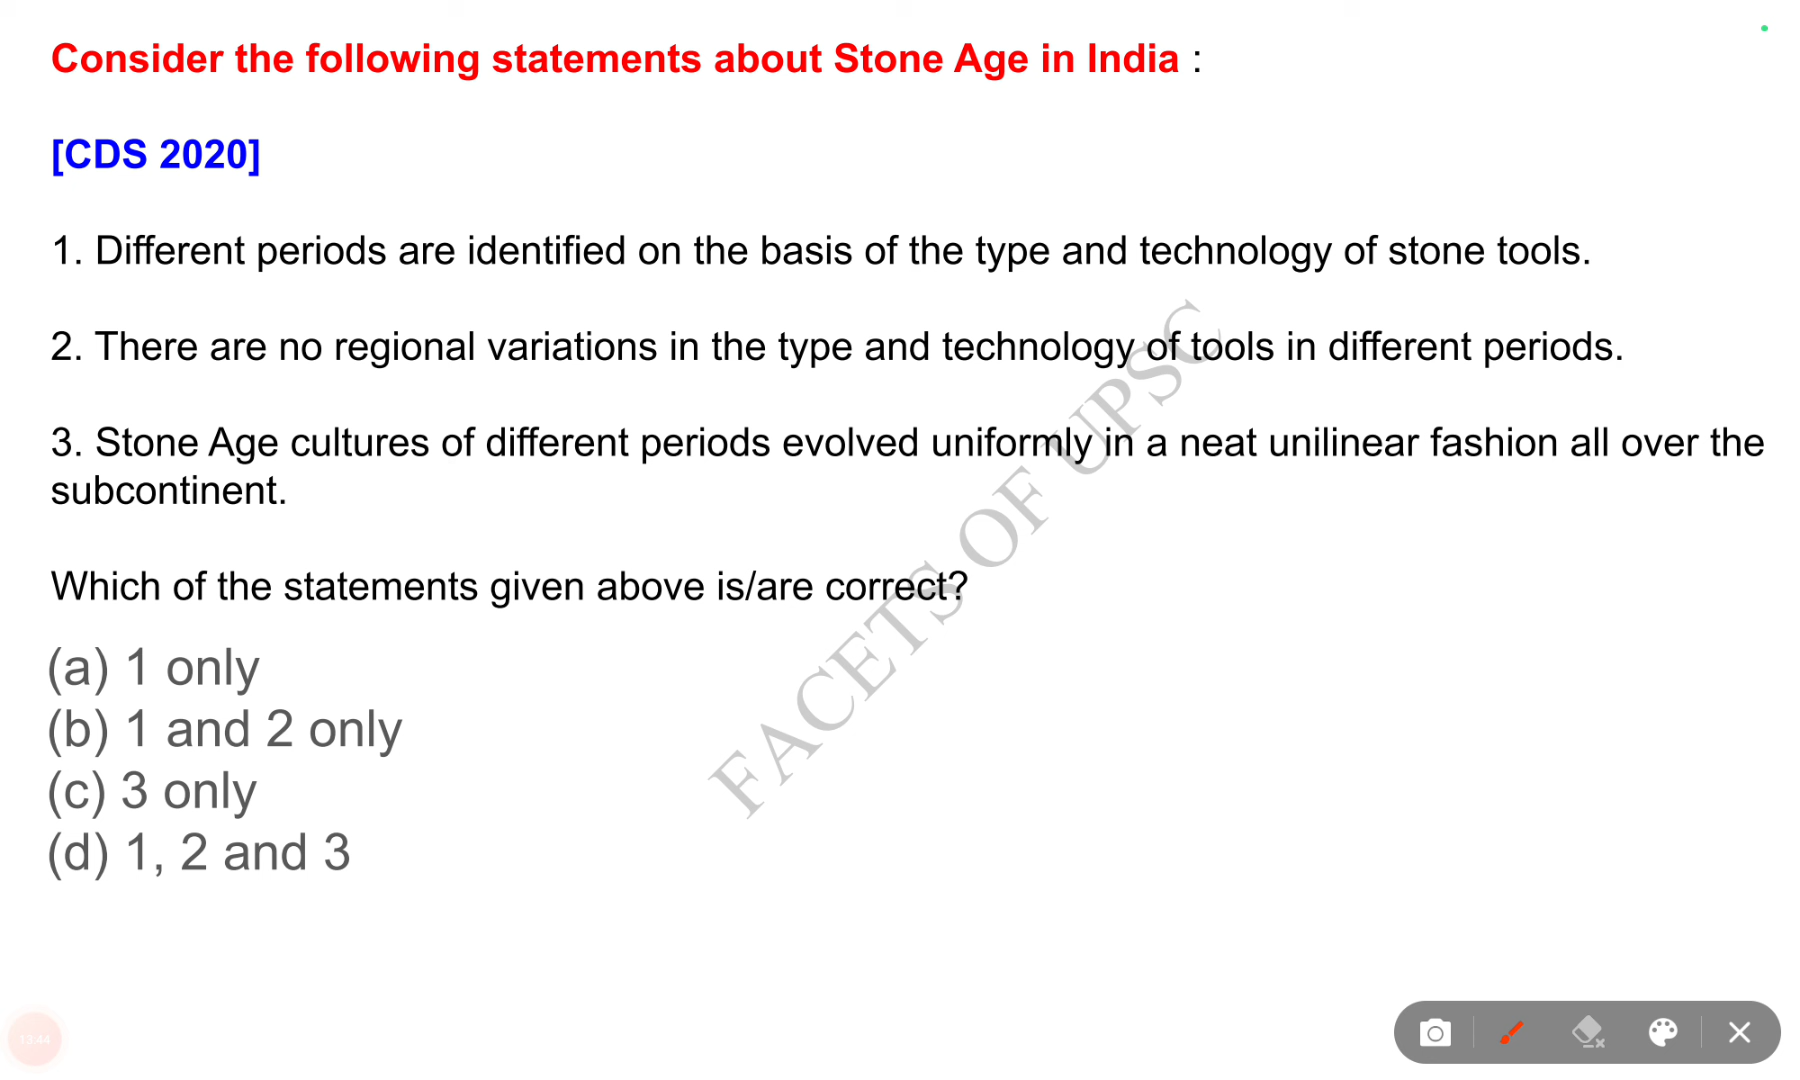 Consider the following statements about Stone Age in India :
[CDS 2020]
1. Different periods are identified on the basis of the type and technology of stone tools.
2. There are no regional variations in the type and technology of tools in different periods.
3. Stone Age cultures of different periods evolved uniformly in a neat unilinear fashion all over the
subcontinent.
Which of the statements given above is/are correct?
(a) 1 only
(b) 1 and 2 only
(c) 3 only
(d) 1, 2 and 3
FACETS OF UPSC
13:44